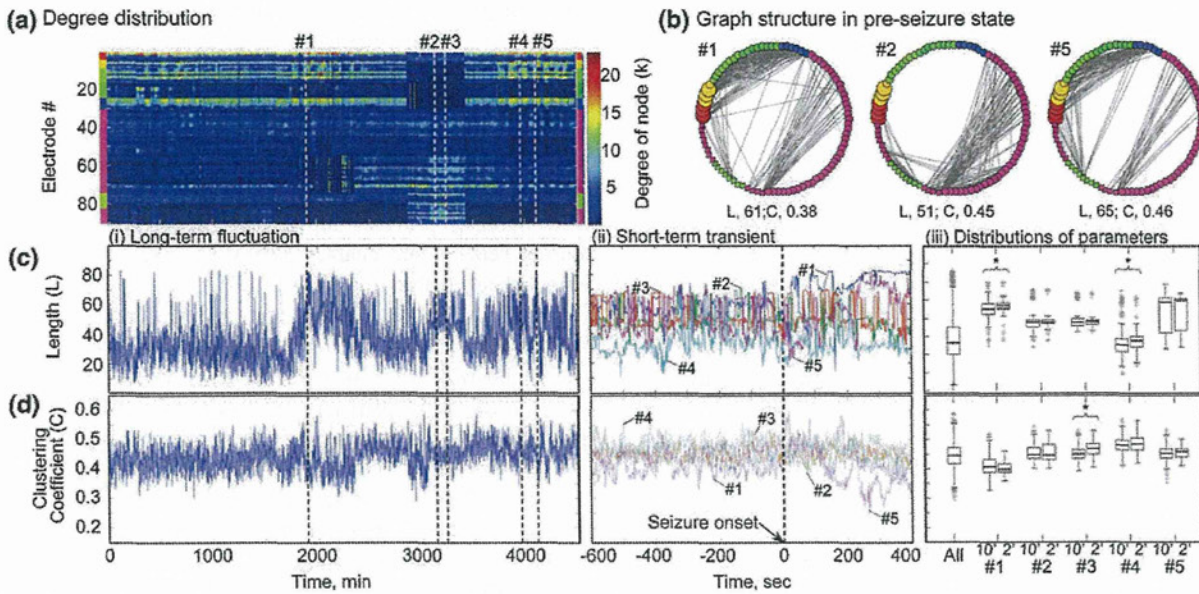 (a) Degree distribution
#1 #2 #3 #4 #5
20
40
60
80
Electrode #
20
15
10
5
Degree of node (k)
(b) Graph structure in pre-seizure state
#1 #2 #5
L, 61;C, 0.38
L, 51;C, 0.45
L, 65;C, 0.46
(i) Long-term fluctuation
(ii) Short-term transient
(iii) Distributions of parameters
(c)
Length (L)
80
60
40
20
#3 #2 #1
#4 #5
* *
(d)
Clustering
Coefficient (C)
0.6
0.5
0.4
0.3
0.2
#4 #3
#1 #2
#5
Seizure onset
*
0 1000 2000 3000 4000
Time, min
-600 -400 -200 0 200 400
Time, sec
All 10' 2' 10' 2' 10' 2' 10' 2' 10' 2'
#1 #2 #3 #4 #5